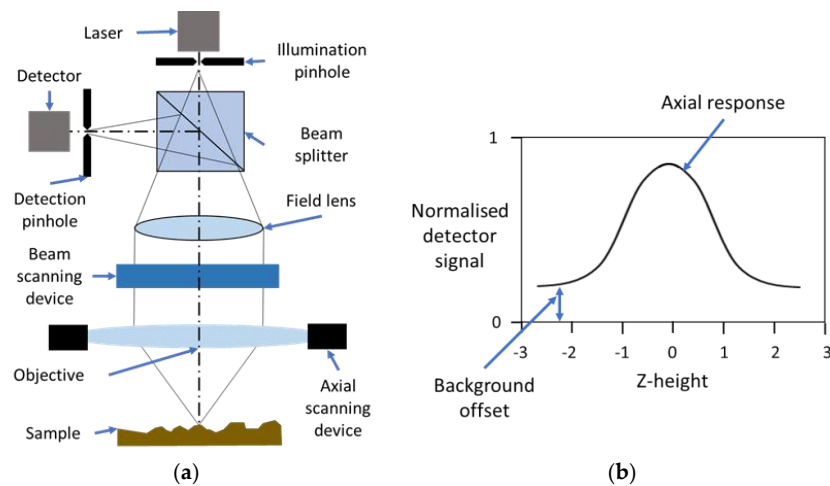 Laser
Illumination
pinhole
Detector
Beam
splitter
Detection
pinhole
Field lens
Beam
scanning
device
Objective
Axial
scanning
device
Sample
(a)
Axial response
1
Normalised
detector
signal
0
-3 -2 -1 0 1 2 3
Z-height
Background
offset
(b)